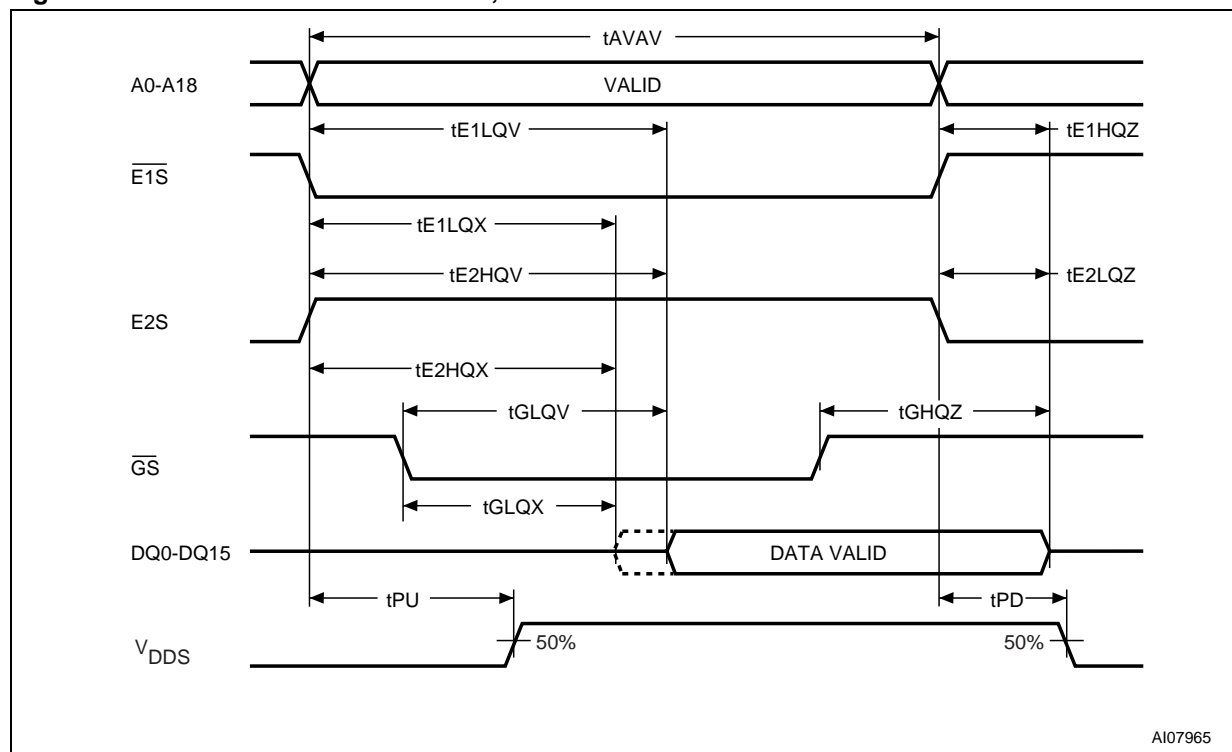 tAVAV
A0-A18
VALID
tE1LQV
tE1HQZ
E1S
tE1LQX
tE2HQV
tE2LQZ
E2S
tE2HQX
tGLQV
tGHQZ
GS
tGLQX
DQ0-DQ15
DATA VALID
tPU
tPD
VDDS
50%
50%
AI07965